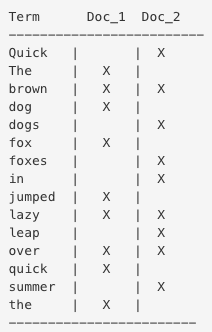 Term Doc_1 Doc_2
-------------------------
Quick | | X
The | X |
brown | X | X
dog | X |
dogs | | X
fox | X |
foxes | | X
in | | X
jumped | X |
lazy | X | X
leap | | X
over | X | X
quick | X |
summer | | X
the | X |
------------------------